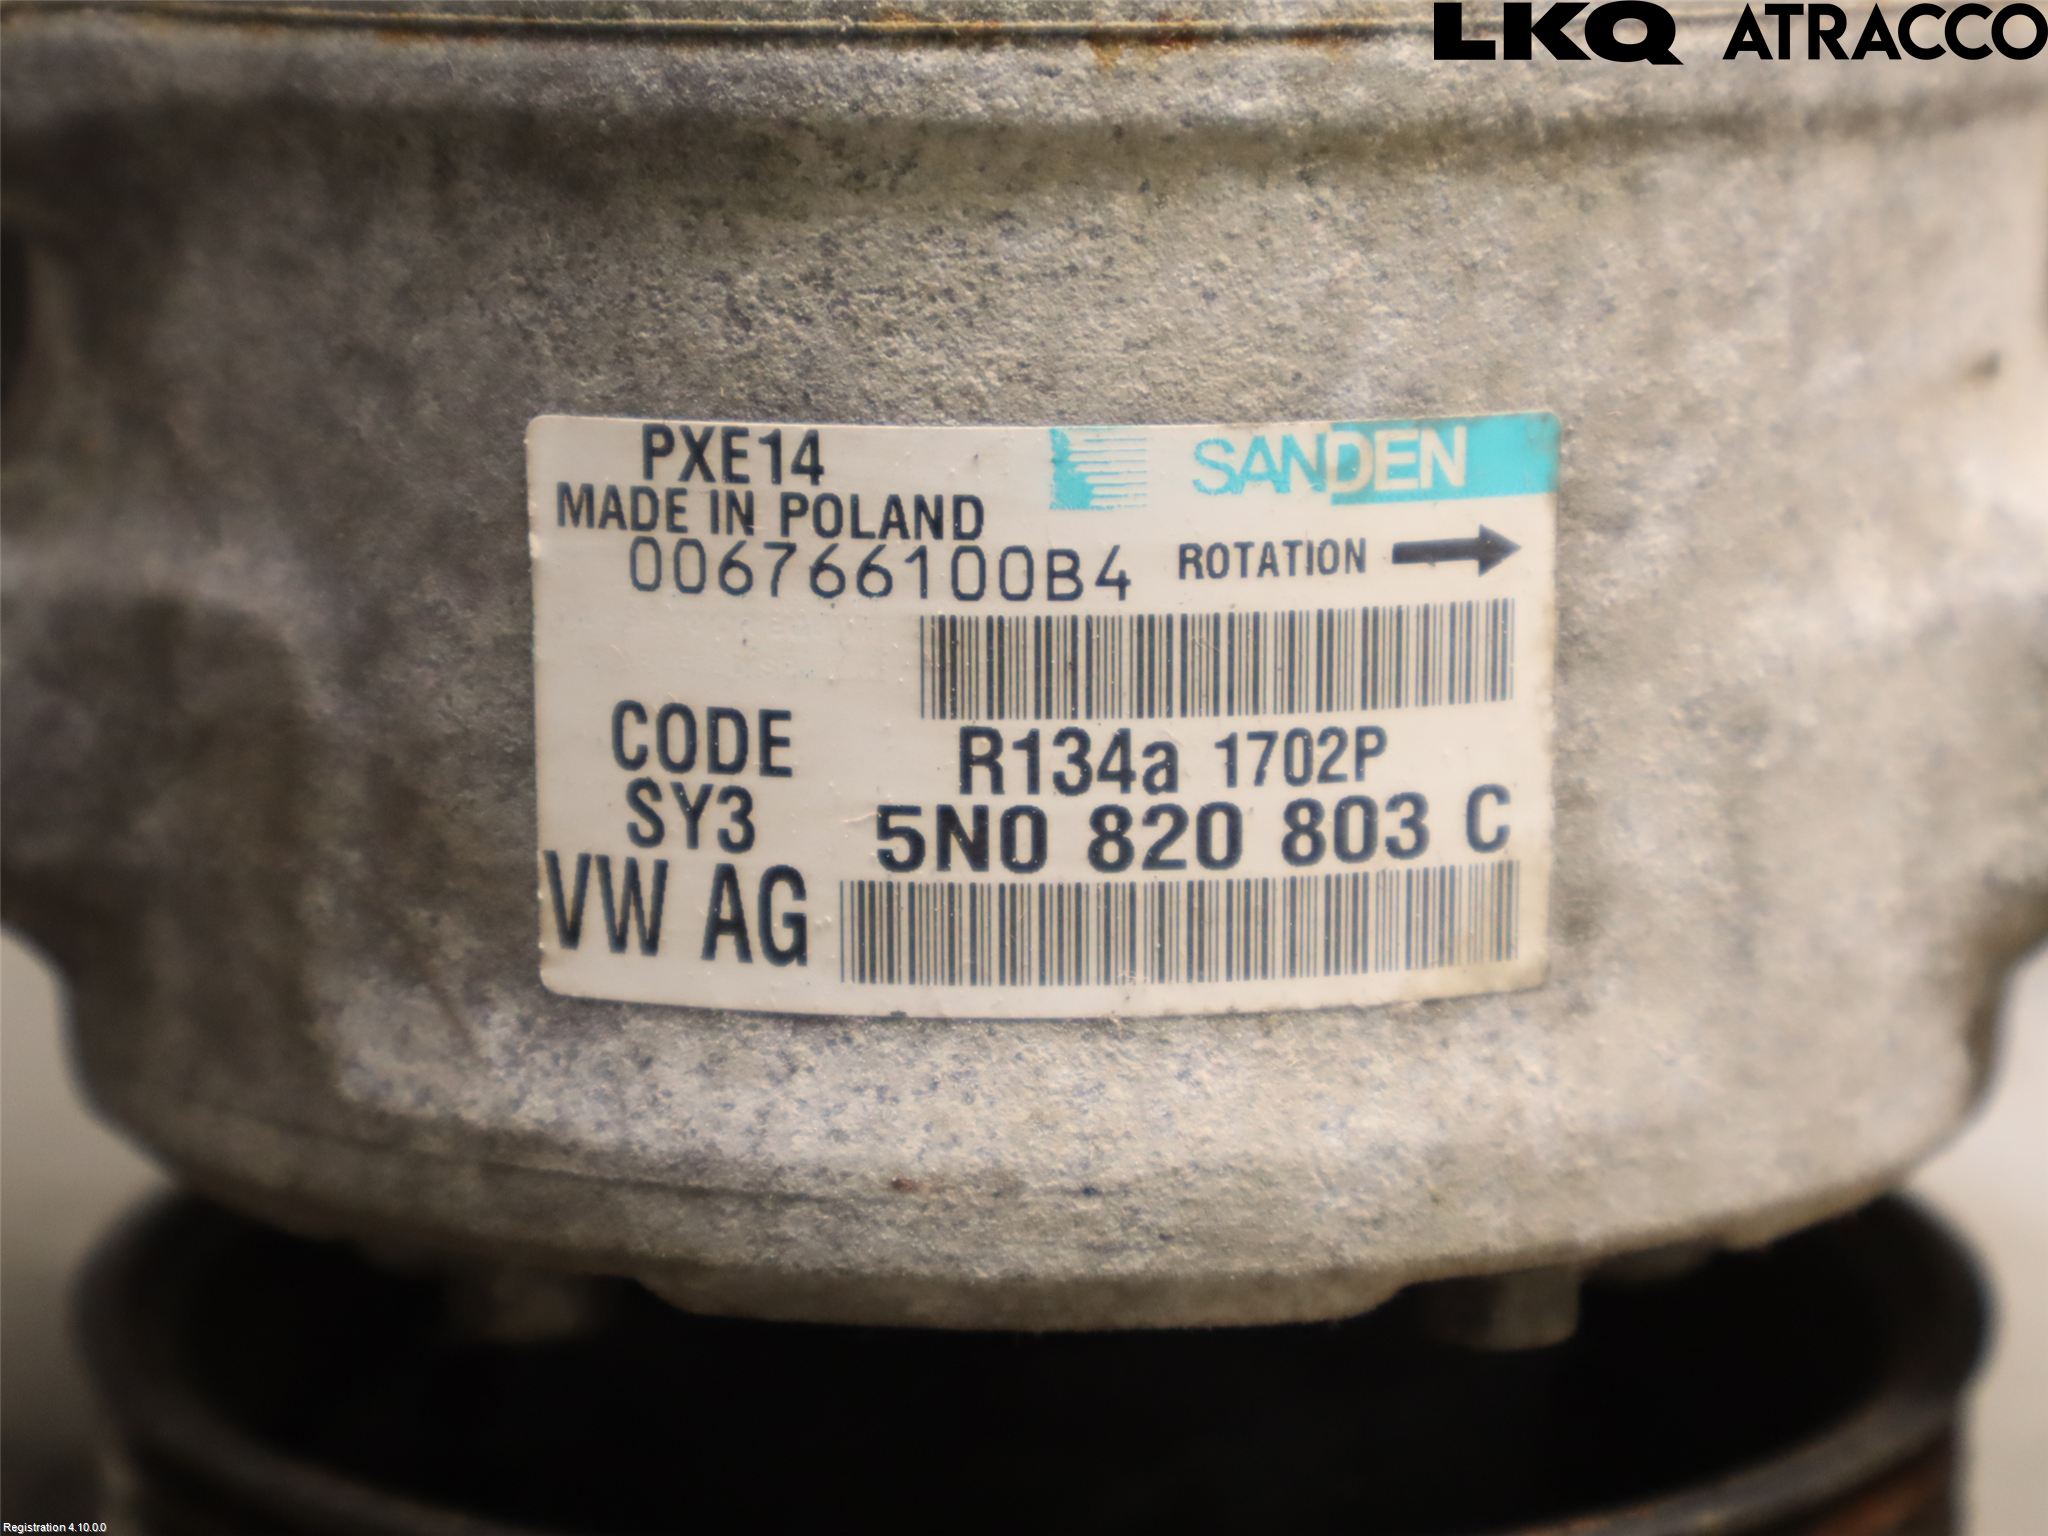 LKQ ATRACCO
PXE14
SANDEN
MADE IN POLAND
006766100B4
ROTATION
CODE
SY3
R134a 1702P
5N0 820 803 C
VW AG
Registration 4.10.0.0